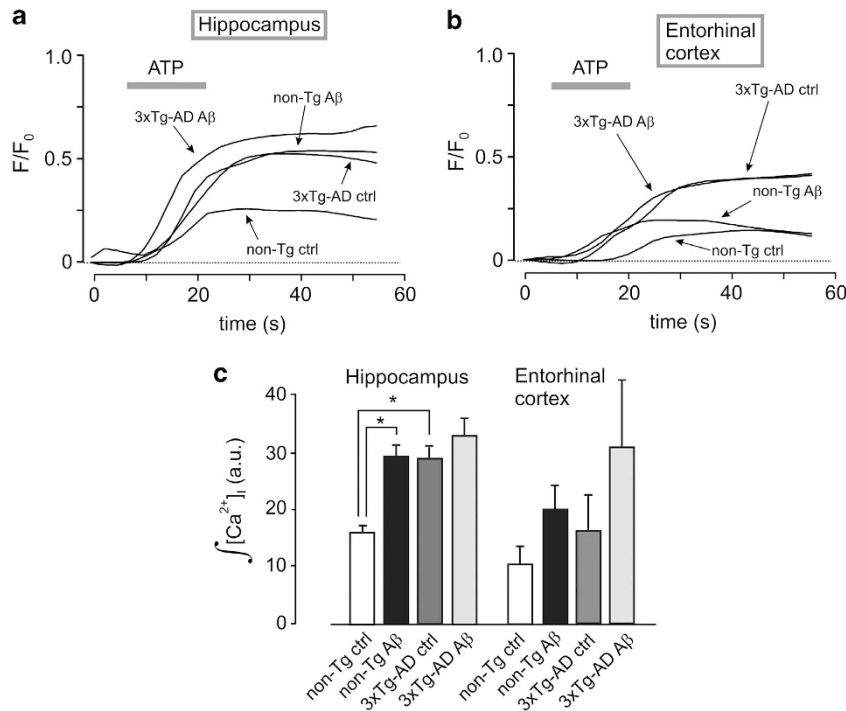 a
Hippocampus
1.0
0.5
0
F/F₀
ATP
3xTg-AD Aβ
non-Tg Aβ
3xTg-AD ctrl
non-Tg ctrl
0 20 40 60
time (s)
b
Entorhinal
cortex
1.0
0.5
0
F/F₀
ATP
3xTg-AD ctrl
3xTg-AD Aβ
non-Tg Aβ
non-Tg ctrl
0 20 40 60
time (s)
c
Hippocampus
Entorhinal
cortex
40
30
20
10
0
∫[Ca²⁺]ᵢ (a.u.)
*
*
non-Tg ctrl
non-Tg Aβ
3xTg-AD ctrl
3xTg-AD Aβ
non-Tg ctrl
non-Tg Aβ
3xTg-AD ctrl
3xTg-AD Aβ